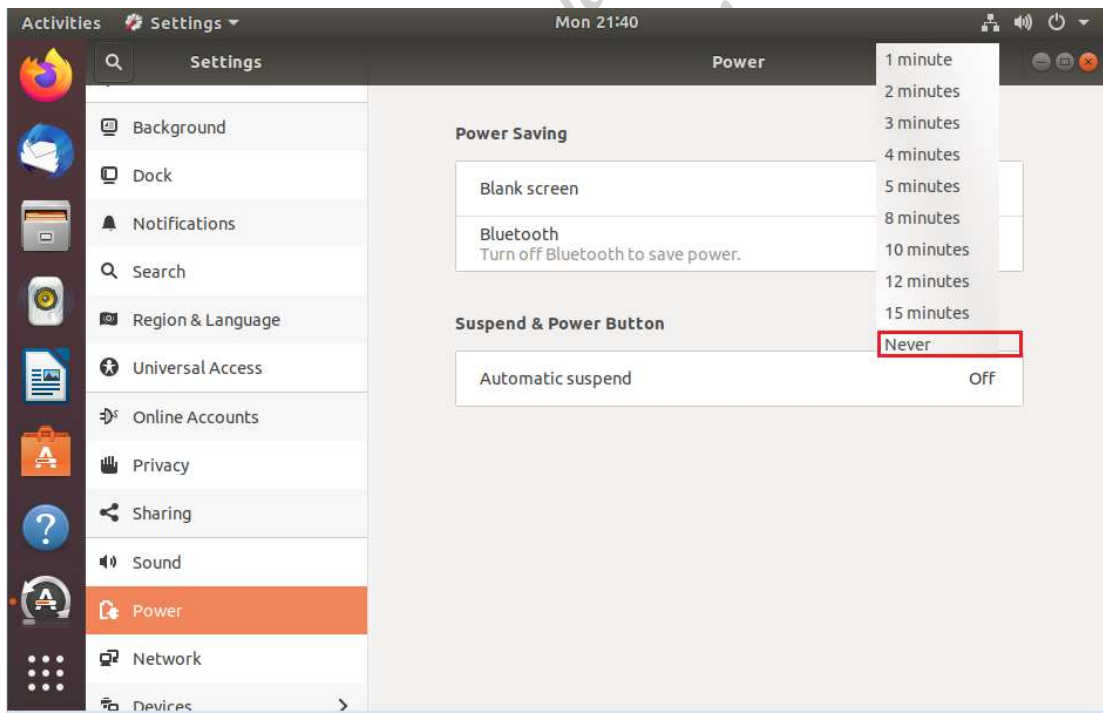 Activities Settings Mon 21:40
Settings
Power
Background
Dock
Notifications
Search
Region & Language
Universal Access
Online Accounts
Privacy
Sharing
Sound
Power
Network
Devices
Power Saving
Blank screen
Bluetooth
Turn off Bluetooth to save power.
Suspend & Power Button
Automatic suspend Off
1 minute
2 minutes
3 minutes
4 minutes
5 minutes
8 minutes
10 minutes
12 minutes
15 minutes
Never